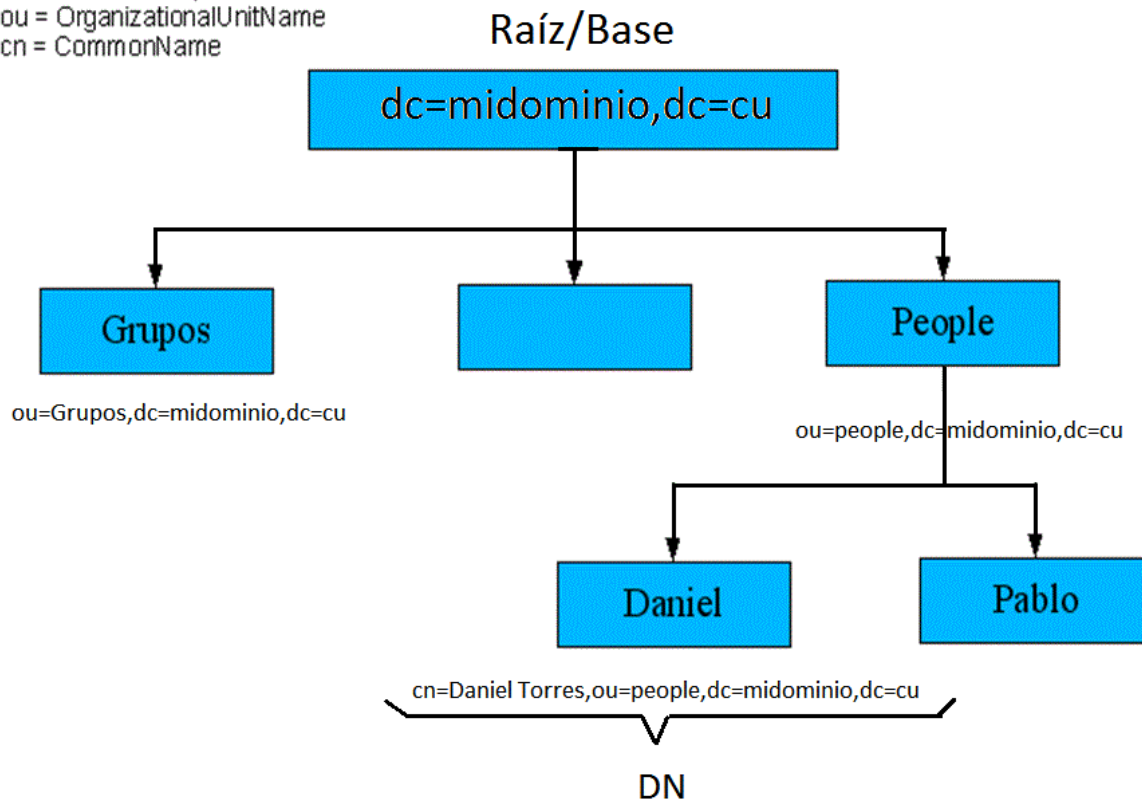 ou = OrganizationalUnitName
cn = CommonName
Raíz/Base
dc=midominio,dc=cu
Grupos
People
ou=Grupos,dc=midominio,dc=cu
ou=people,dc=midominio,dc=cu
Daniel
Pablo
cn=Daniel Torres,ou=people,dc=midominio,dc=cu
DN